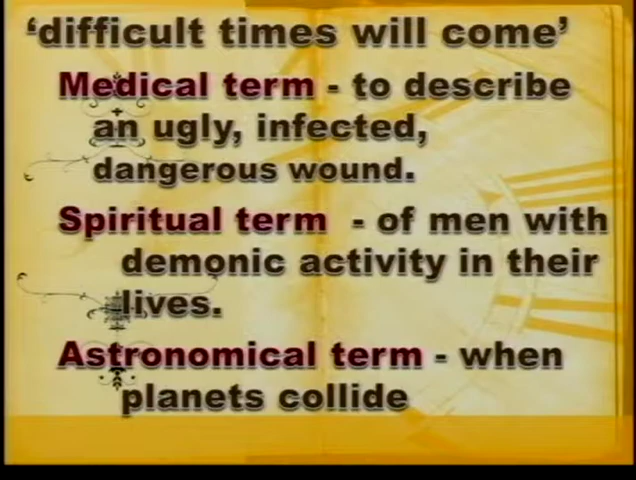 ‘difficult times will come’
Medical term - to describe
an ugly, infected,
dangerous wound.
Spiritual term - of men with
demonic activity in their
lives.
Astronomical term - when
planets collide